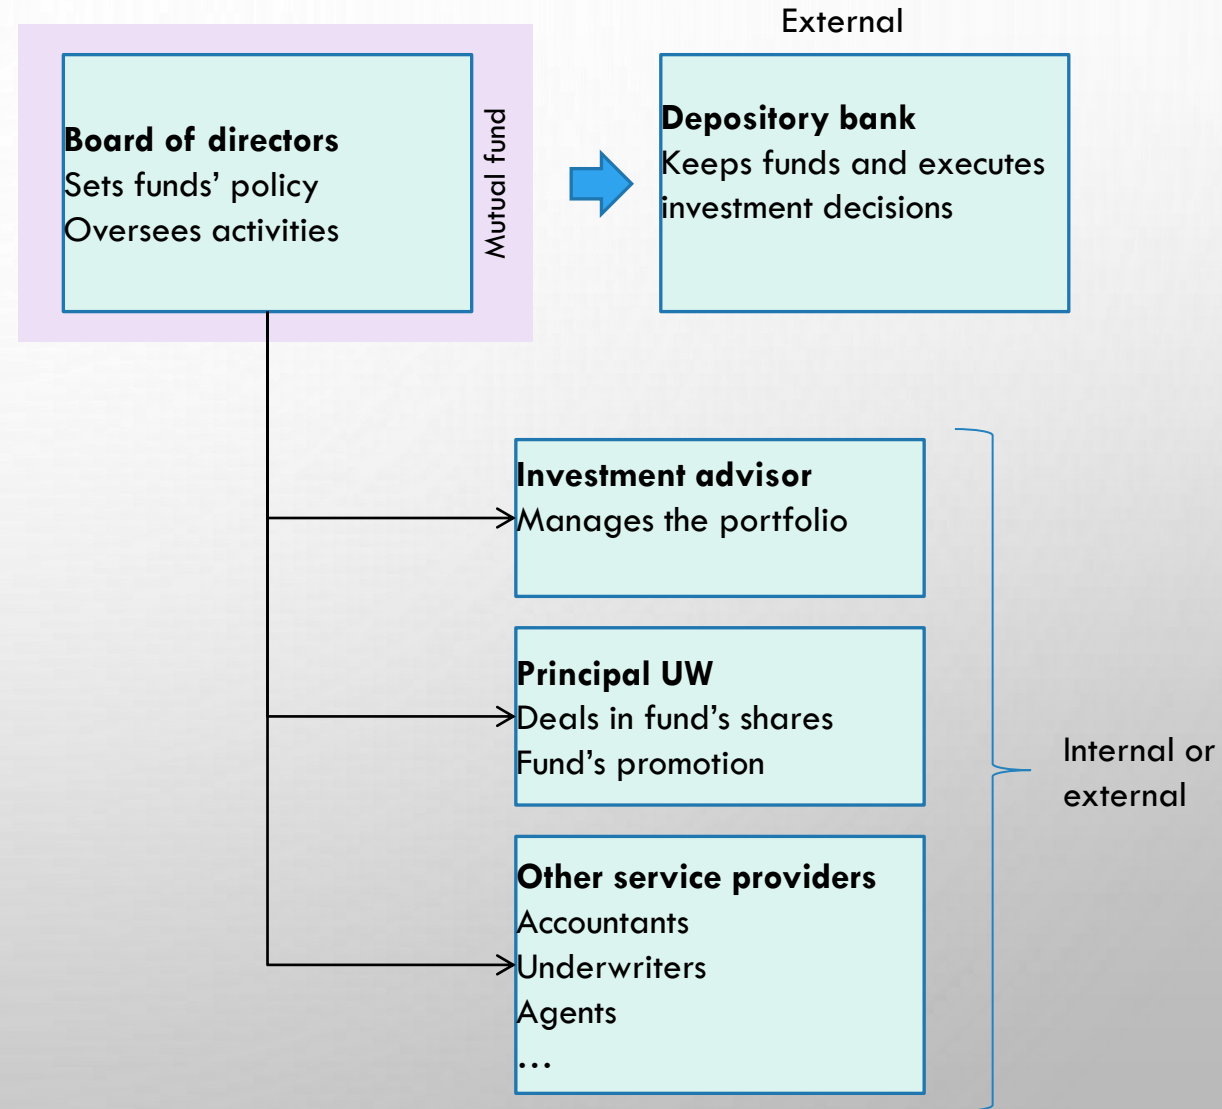 External
Board of directors
Sets funds’ policy
Oversees activities
Mutual fund
Depository bank
Keeps funds and executes
investment decisions
Investment advisor
Manages the portfolio
Principal UW
Deals in fund’s shares
Fund’s promotion
Other service providers
Accountants
Underwriters
Agents
…
Internal or
external